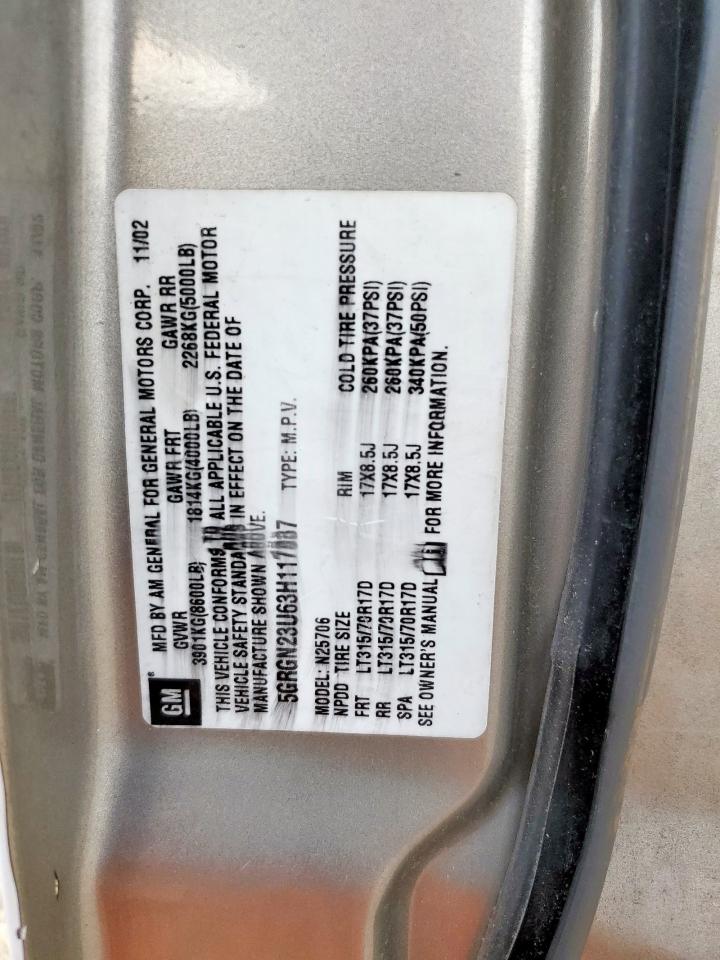 GM ®
MFD BY AM GENERAL FOR GENERAL MOTORS CORP. 11/02
GVWR GAWR FRT GAWR RR
3901KG(8600LB) 1814KG(4000LB) 2268KG(5000LB)
THIS VEHICLE CONFORMS TO ALL APPLICABLE U.S. FEDERAL MOTOR
VEHICLE SAFETY STANDARDS IN EFFECT ON THE DATE OF
MANUFACTURE SHOWN ABOVE.
TYPE: M.P.V.
MODEL: N25706
NPDD TIRE SIZE RIM COLD TIRE PRESSURE
FRT LT315/70R17D 17X8.5J 260KPA(37PSI)
RR LT315/70R17D 17X8.5J 260KPA(37PSI)
SPA LT315/70R17D 17X8.5J 340KPA(50PSI)
SEE OWNER'S MANUAL FOR MORE INFORMATION.